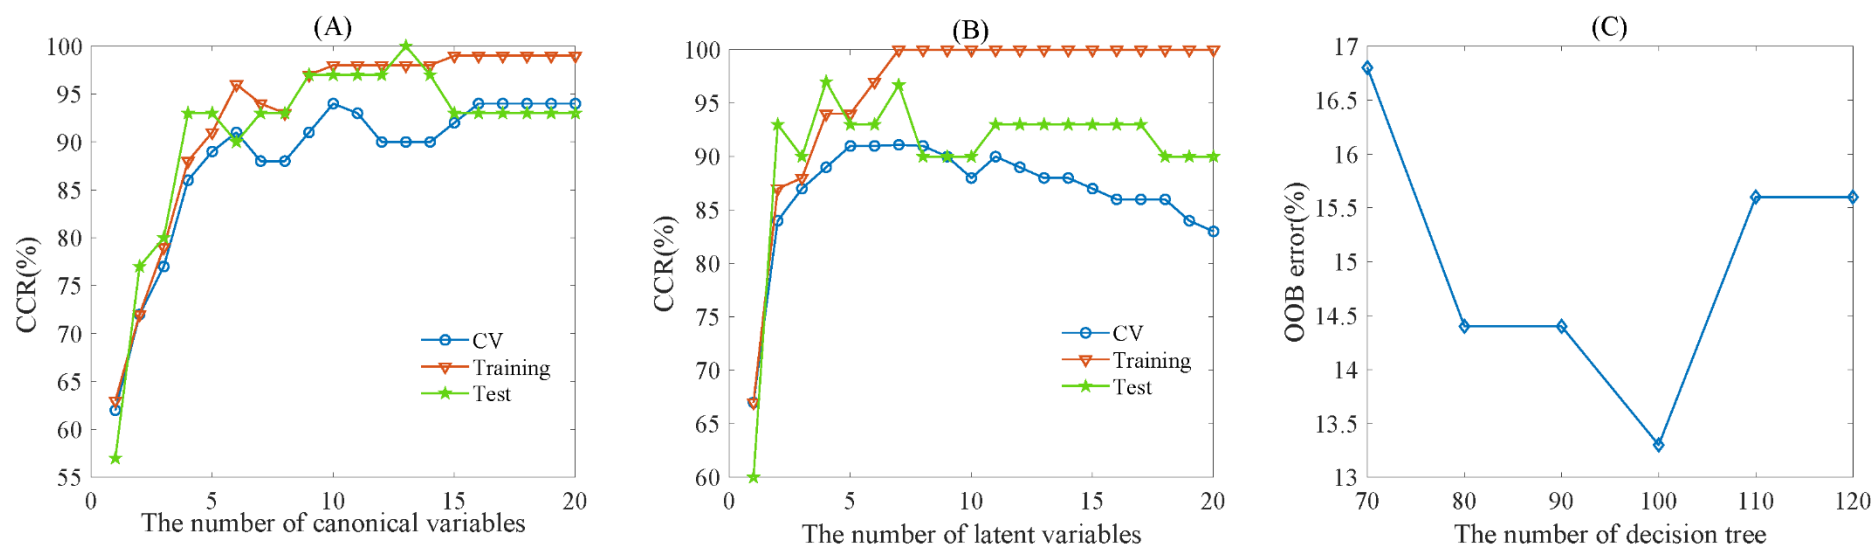 (A)
100
95
90
85
80
75
70
65
60
55
CCR(%)
0 5 10 15 20
The number of canonical variables
CV
Training
Test
(B)
100
95
90
85
80
75
70
65
60
CCR(%)
0 5 10 15 20
The number of latent variables
CV
Training
Test
(C)
17
16.5
16
15.5
15
14.5
14
13.5
13
OOB error(%)
70 80 90 100 110 120
The number of decision tree